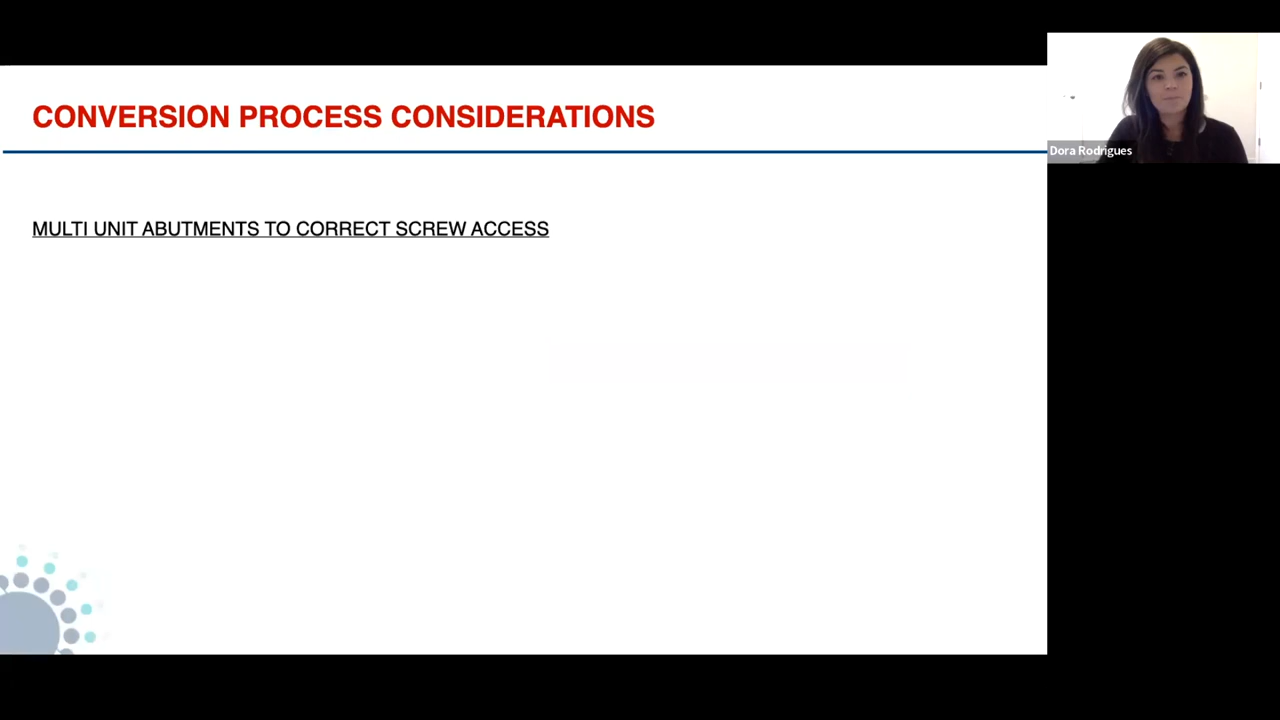 CONVERSION PROCESS CONSIDERATIONS
Dora Rodrigues
MULTI UNIT ABUTMENTS TO CORRECT SCREW ACCESS